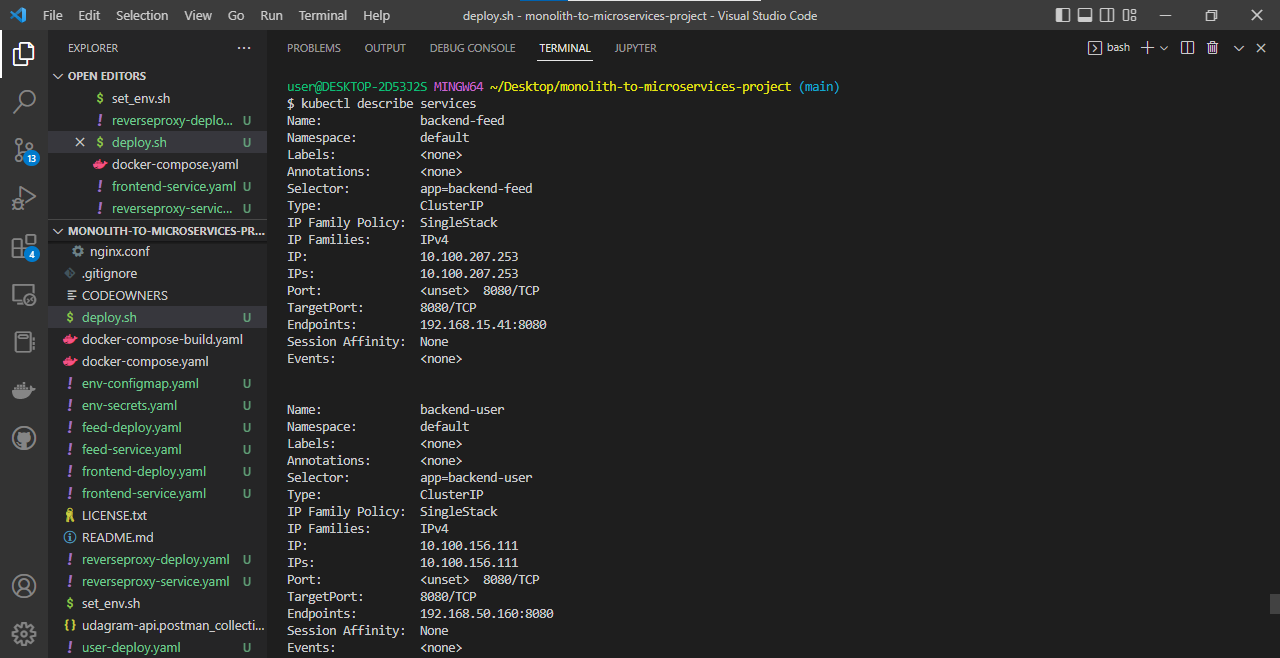 File Edit Selection View Go Run Terminal Help deploy.sh - monolith-to-microservices-project - Visual Studio Code
EXPLORER ...
OPEN EDITORS
$ set_env.sh
! reverseproxy-deplo... U
$ deploy.sh U
docker-compose.yaml
! frontend-service.yaml U
! reverseproxy-servic... U
MONOLITH-TO-MICROSERVICES-PR...
nginx.conf
.gitignore
CODEOWNERS
$ deploy.sh U
docker-compose-build.yaml
docker-compose.yaml
! env-configmap.yaml U
! env-secrets.yaml U
! feed-deploy.yaml U
! feed-service.yaml U
! frontend-deploy.yaml U
! frontend-service.yaml U
LICENSE.txt
README.md
! reverseproxy-deploy.yaml U
! reverseproxy-service.yaml U
$ set_env.sh
{} udagram-api.postman_collecti...
! user-deploy.yaml U
13
4
PROBLEMS OUTPUT DEBUG CONSOLE TERMINAL JUPYTER bash
user@DESKTOP-2D53J2S MINGW64 ~/Desktop/monolith-to-microservices-project (main)
$ kubectl describe services
Name: backend-feed
Namespace: default
Labels: <none>
Annotations: <none>
Selector: app=backend-feed
Type: ClusterIP
IP Family Policy: SingleStack
IP Families: IPv4
IP: 10.100.207.253
IPs: 10.100.207.253
Port: <unset> 8080/TCP
TargetPort: 8080/TCP
Endpoints: 192.168.15.41:8080
Session Affinity: None
Events: <none>
Name: backend-user
Namespace: default
Labels: <none>
Annotations: <none>
Selector: app=backend-user
Type: ClusterIP
IP Family Policy: SingleStack
IP Families: IPv4
IP: 10.100.156.111
IPs: 10.100.156.111
Port: <unset> 8080/TCP
TargetPort: 8080/TCP
Endpoints: 192.168.50.160:8080
Session Affinity: None
Events: <none>